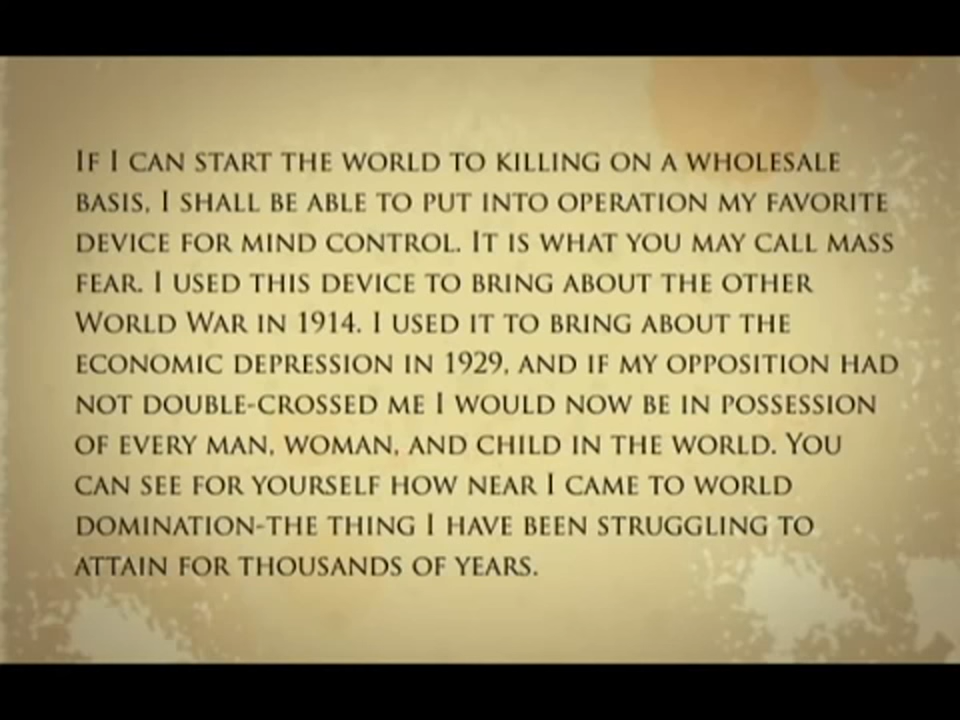 If I can start the world to killing on a wholesale
basis, I shall be able to put into operation my favorite
device for mind control. It is what you may call mass
fear. I used this device to bring about the other
World War in 1914. I used it to bring about the
economic depression in 1929, and if my opposition had
not double-crossed me I would now be in possession
of every man, woman, and child in the world. You
can see for yourself how near I came to world
domination-the thing I have been struggling to
attain for thousands of years.